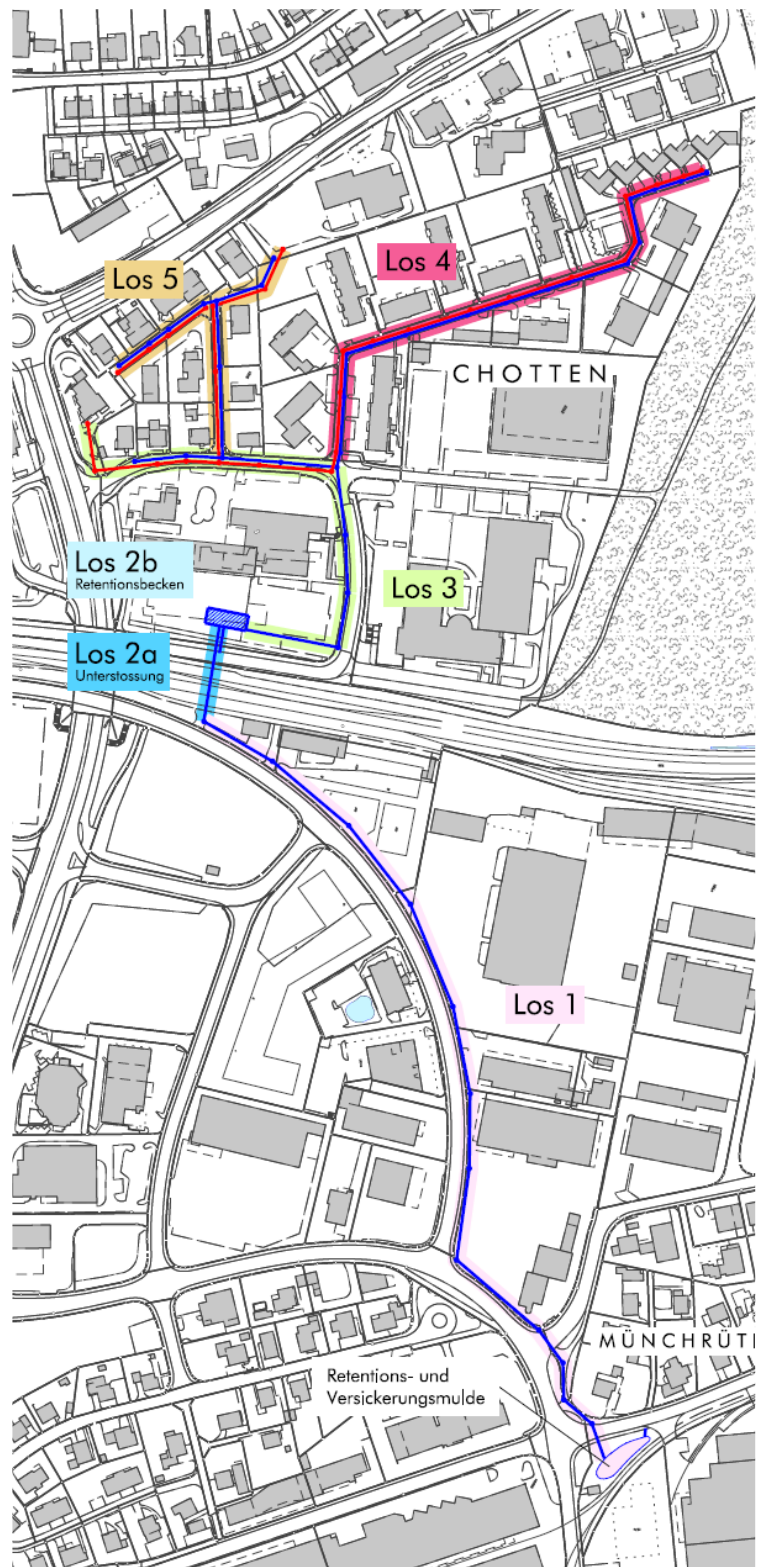 Los 5
Los 4
CHOTTEN
Los 2b
Retentionsbecken
Los 3
Los 2a
Unterstossung
Los 1
MÜNCHRÜTI
Retentions- und
Versickerungsmulde